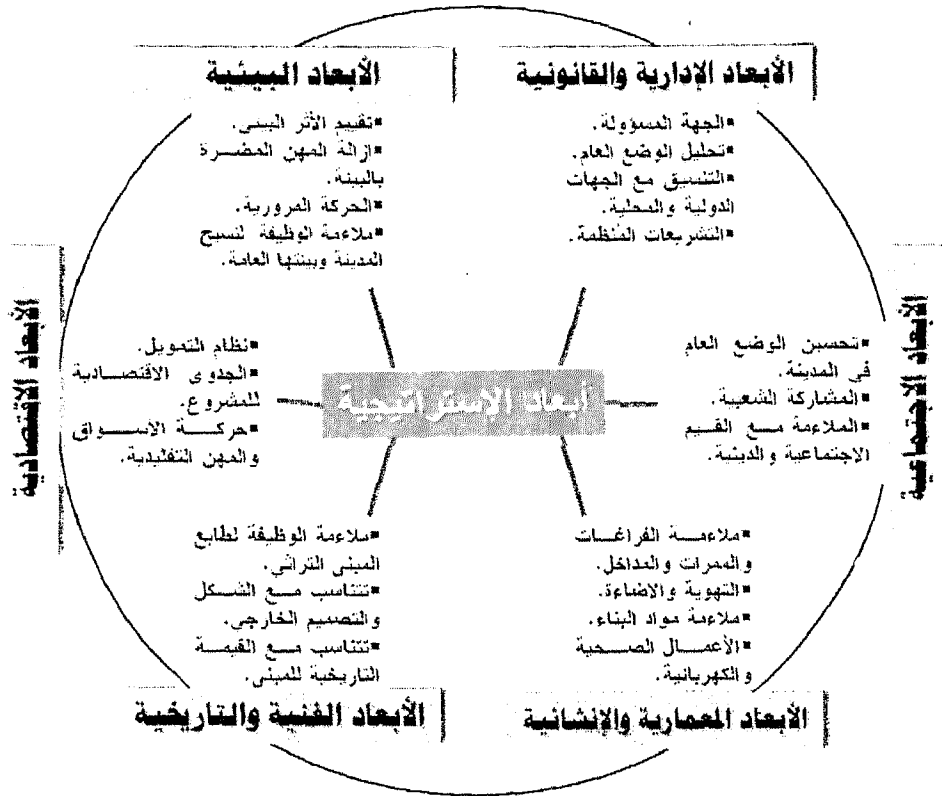 الأبعاد الإدارية والقانونية
▪الجهة المسؤولة.
▪تحليل الوضع العام.
▪التنسيق مع الجهات
الدولية والمحلية.
▪التشريعات المنظمة.
الأبعاد البيئية
▪تقييم الأثر البيئي.
▪ازالة المهن المضرة
بالبيئة.
▪الحركة المرورية.
▪ملاءمة الوظيفة لنسيج
المدينة وبيئتها العامة.
الأبعاد الاجتماعية
▪تحسين الوضع العام
في المدينة.
▪المشاركة الشعبية.
▪الملاءمة مع القيم
الاجتماعية والدينية.
أبعاد الإستراتيجية
▪نظام التمويل.
▪الجدوى الاقتصادية
للمشروع.
▪حركة الاسواق
والمهن التقليدية.
الأبعاد الاقتصادية
▪ملاءمة الفراغات
والممرات والمداخل.
▪التهوية والاضاءة.
▪ملاءمة مواد البناء.
▪الأعمال الصحية
والكهربائية.
الأبعاد المعمارية والإنشائية
▪ملاءمة الوظيفة لطابع
المبنى التراثي.
▪تتناسب مع الشكل
والتصميم الخارجي.
▪تتناسب مع القيمة
التاريخية للمبنى.
الأبعاد الفنية والتاريخية